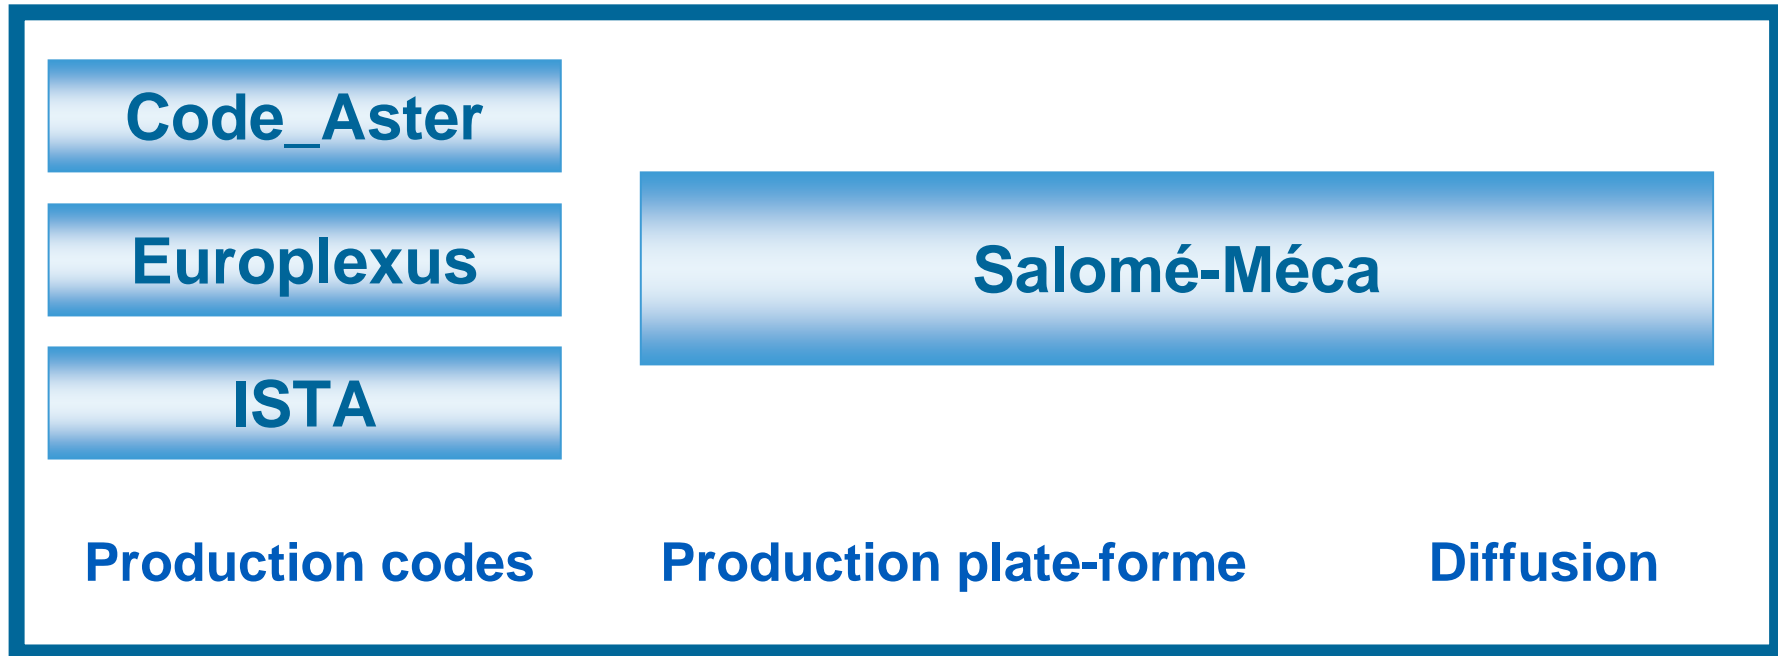 Code_Aster
Europlexus
ISTA
Salomé-Méca
Production codes
Production plate-forme
Diffusion